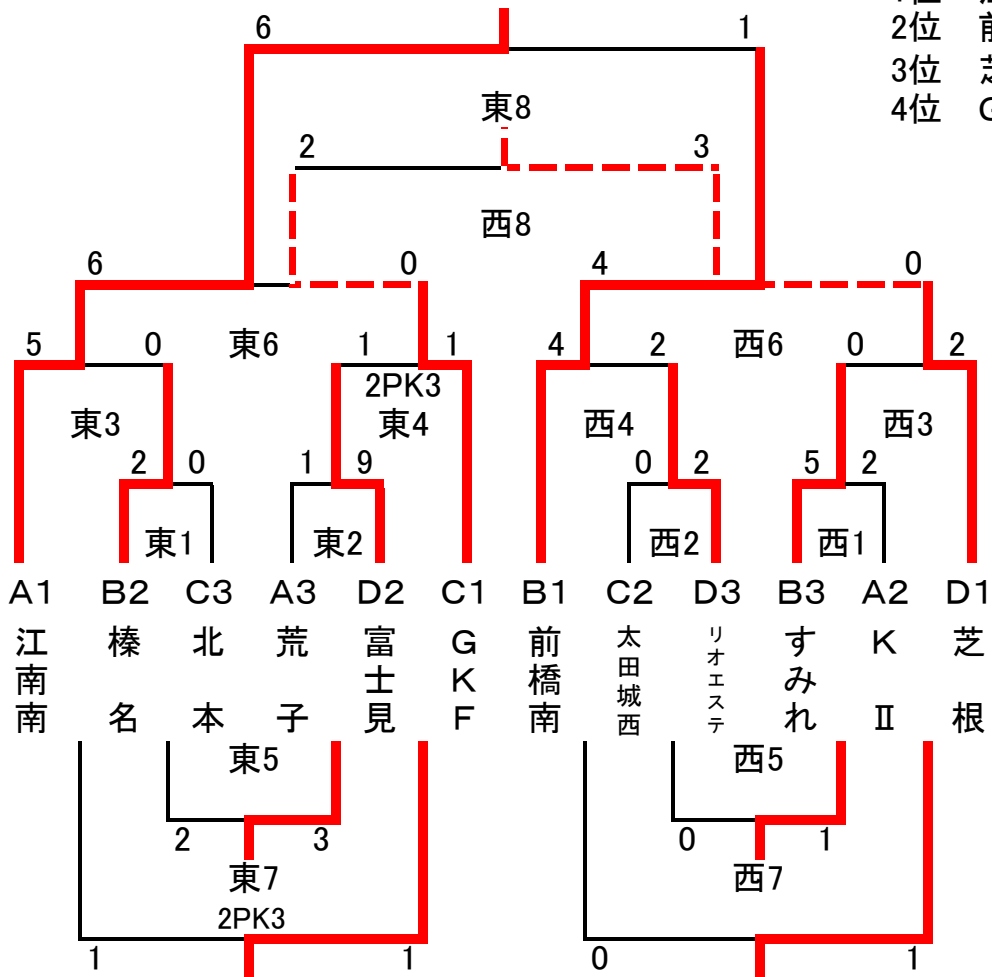 6 1
2位 前
3位 芝
4位 G
東8
2 3
西8
6 0 4 0
5 0 東6 1 1 4 2 西6 0 2
2PK3
東3 東4 西4 西3
2 0 1 9 0 2 5 2
東1 東2 西2 西1
A1 B2 C3 A3 D2 C1 B1 C2 D3 B3 A2 D1
江南南 榛名 北本 荒子 富士見 GKF 前橋南 太田城西 リオエステ すみれ KⅡ 芝根
東5 西5
2 3 0 1
東7 西7
2PK3
1 1 0 1